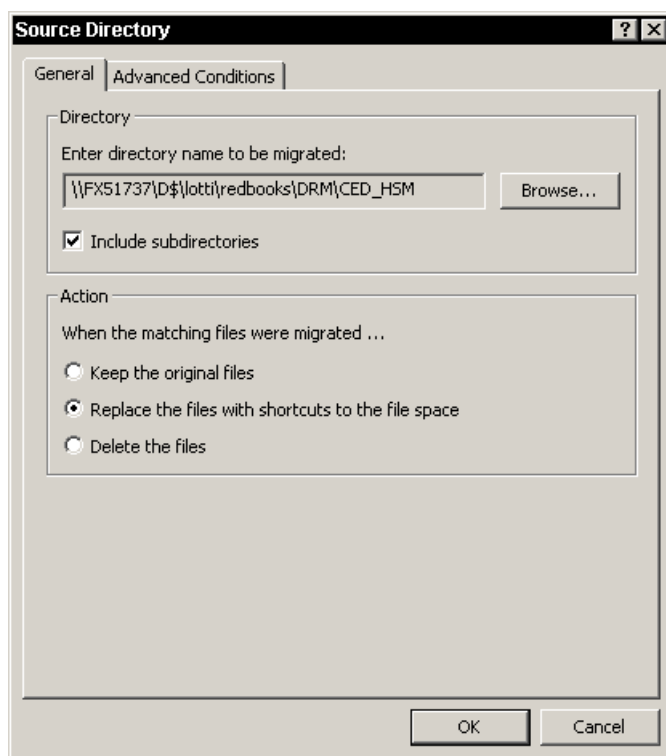 Source Directory
General
Advanced Conditions
Directory
Enter directory name to be migrated:
\\FX51737\D$\lotti\redbooks\DRM\CED_HSM
Browse...
Include subdirectories
Action
When the matching files were migrated ...
Keep the original files
Replace the files with shortcuts to the file space
Delete the files
OK
Cancel